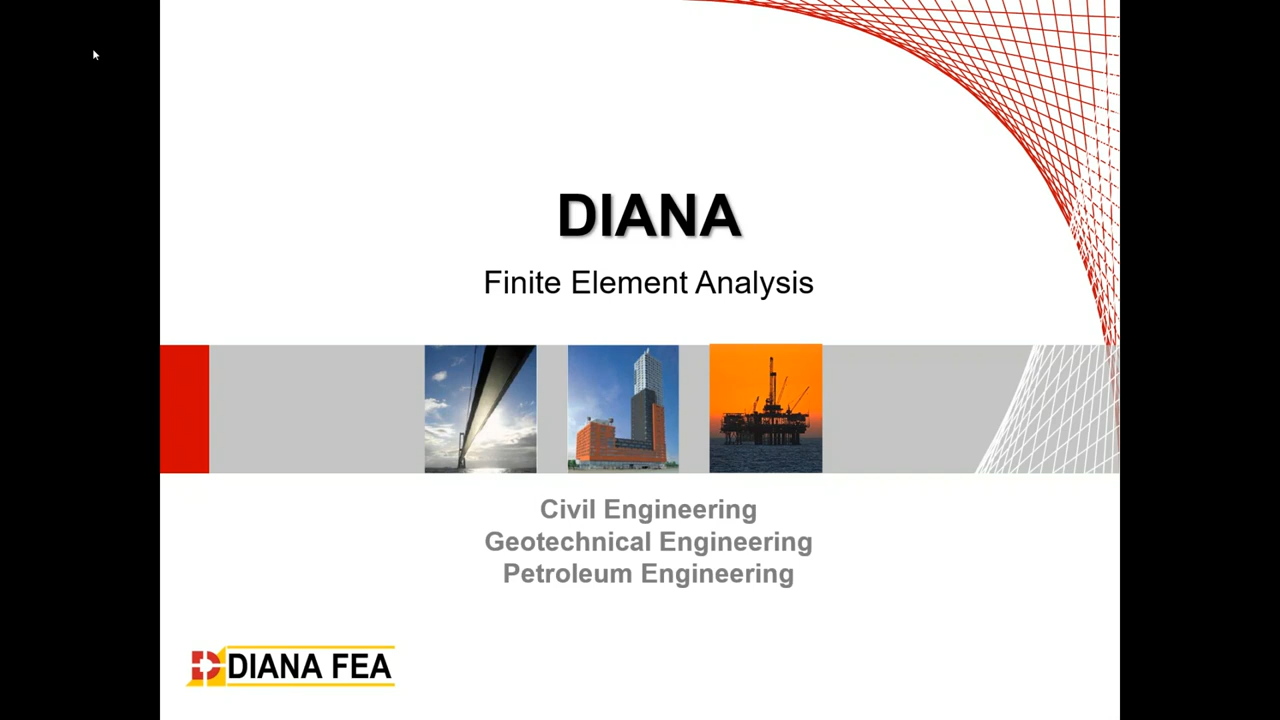 DIANA
Finite Element Analysis
Civil Engineering
Geotechnical Engineering
Petroleum Engineering
DIANA FEA